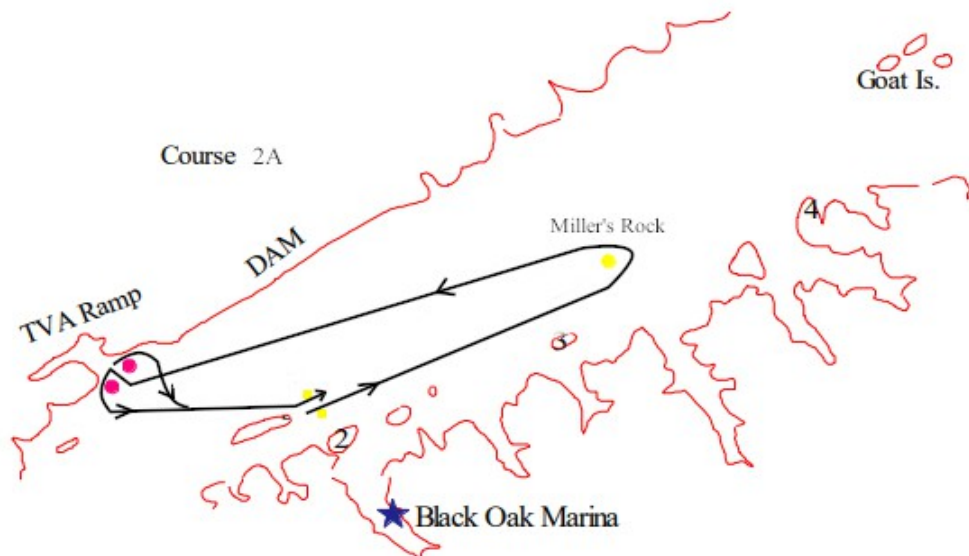 Goat Is.
Course 2A
4
Miller's Rock
DAM
TVA Ramp
3
2
Black Oak Marina